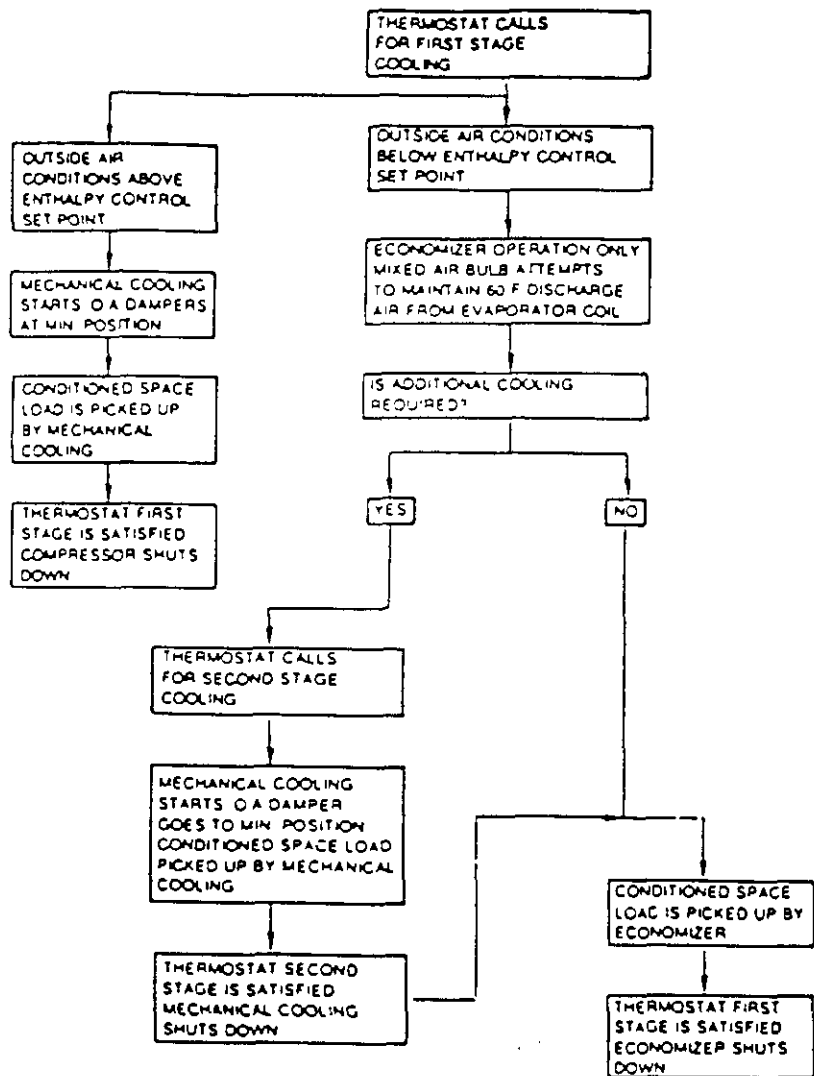 THERMOSTAT CALLS
FOR FIRST STAGE
COOLING
OUTSIDE AIR
CONDITIONS ABOVE
ENTHALPY CONTROL
SET POINT
OUTSIDE AIR CONDITIONS
BELOW ENTHALPY CONTROL
SET POINT
MECHANICAL COOLING
STARTS O A DAMPERS
AT MIN. POSITION
ECONOMIZER OPERATION ONLY
MIXED AIR BULB ATTEMPTS
TO MAINTAIN 60 F DISCHARGE
AIR FROM EVAPORATOR COIL
CONDITIONED SPACE
LOAD IS PICKED UP
BY MECHANICAL
COOLING
IS ADDITIONAL COOLING
REQUIRED?
THERMOSTAT FIRST
STAGE IS SATISFIED
COMPRESSOR SHUTS
DOWN
YES
NO
THERMOSTAT CALLS
FOR SECOND STAGE
COOLING
MECHANICAL COOLING
STARTS O A DAMPER
GOES TO MIN. POSITION
CONDITIONED SPACE LOAD
PICKED UP BY MECHANICAL
COOLING
CONDITIONED SPACE
LOAD IS PICKED UP BY
ECONOMIZER
THERMOSTAT SECOND
STAGE IS SATISFIED
MECHANICAL COOLING
SHUTS DOWN
THERMOSTAT FIRST
STAGE IS SATISFIED
ECONOMIZER SHUTS
DOWN